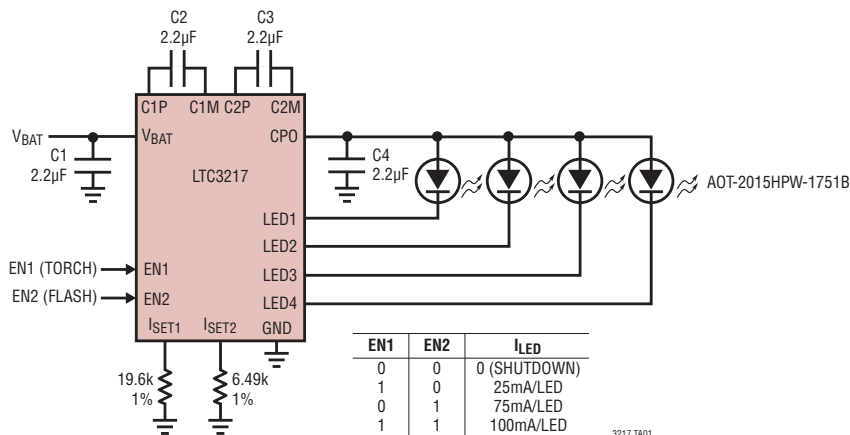 C2
2.2µF
C3
2.2µF
C1P C1M C2P C2M
VBAT
VBAT
CPO
C1
2.2µF
LTC3217
C4
2.2µF
AOT-2015HPW-1751B
LED1
LED2
EN1 (TORCH)
EN1
LED3
EN2 (FLASH)
EN2
LED4
ISET1 ISET2 GND
19.6k
1%
6.49k
1%
EN1 EN2 ILED
0 0 0 (SHUTDOWN)
1 0 25mA/LED
0 1 75mA/LED
1 1 100mA/LED
3217 TA01